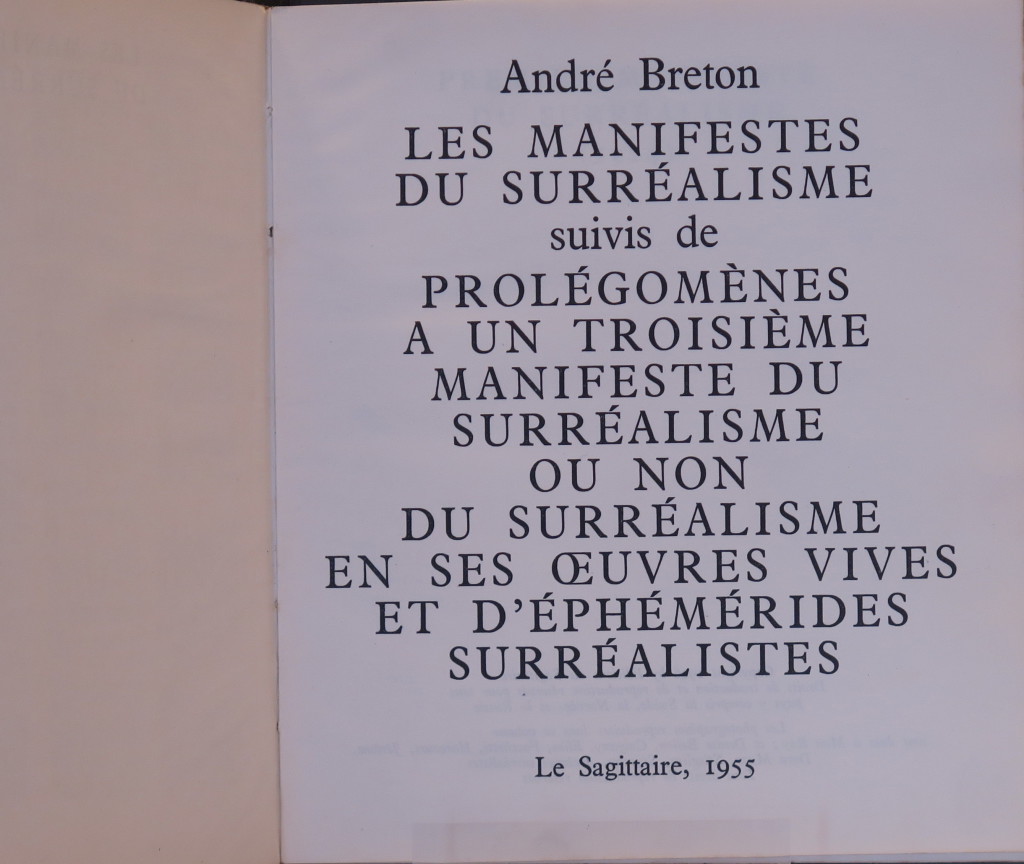 André Breton
LES MANIFESTES
DU SURRÉALISME
suivis de
PROLÉGOMÈNES
A UN TROISIÈME
MANIFESTE DU
SURRÉALISME
OU NON
DU SURRÉALISME
EN SES ŒUVRES VIVES
ET D'ÉPHÉMÉRIDES
SURRÉALISTES
Le Sagittaire, 1955